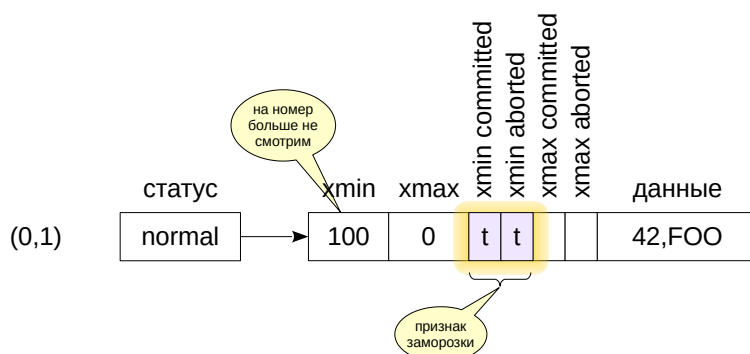 на номер
больше не
смотрим
xmin committed
xmin aborted
xmax committed
xmax aborted
статус
xmin
xmax
данные
(0,1)
normal
100
0
t
t
42,FOO
признак
заморозки